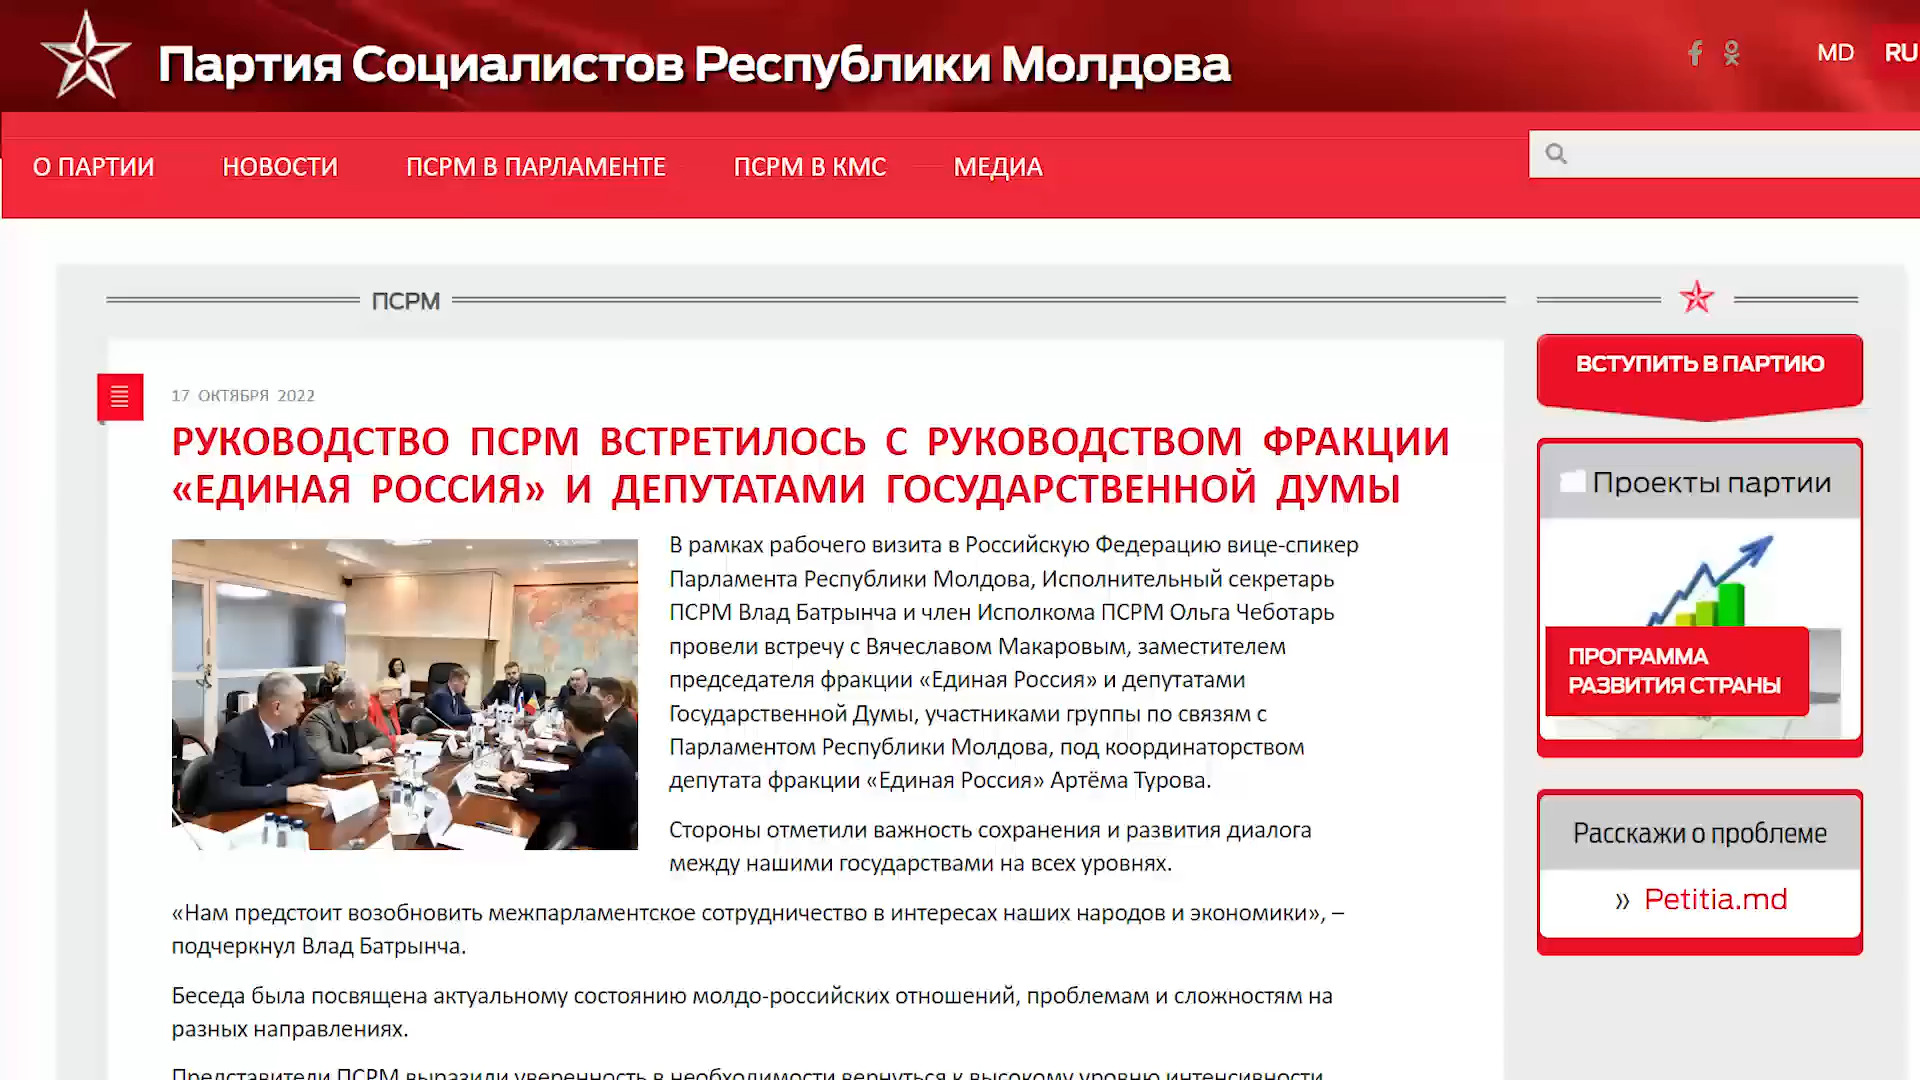 Партия Социалистов Республики Молдова
MD RU
О ПАРТИИ НОВОСТИ ПСРМ В ПАРЛАМЕНТЕ ПСРМ В КМС МЕДИА
ПСРМ
17 ОКТЯБРЯ 2022
РУКОВОДСТВО ПСРМ ВСТРЕТИЛОСЬ С РУКОВОДСТВОМ ФРАКЦИИ
«ЕДИНАЯ РОССИЯ» И ДЕПУТАТАМИ ГОСУДАРСТВЕННОЙ ДУМЫ
В рамках рабочего визита в Российскую Федерацию вице-спикер
Парламента Республики Молдова, Исполнительный секретарь
ПСРМ Влад Батрынча и член Исполкома ПСРМ Ольга Чеботарь
провели встречу с Вячеславом Макаровым, заместителем
председателя фракции «Единая Россия» и депутатами
Государственной Думы, участниками группы по связям с
Парламентом Республики Молдова, под координаторством
депутата фракции «Единая Россия» Артёма Турова.
Стороны отметили важность сохранения и развития диалога
между нашими государствами на всех уровнях.
«Нам предстоит возобновить межпарламентское сотрудничество в интересах наших народов и экономики», –
подчеркнул Влад Батрынча.
Беседа была посвящена актуальному состоянию молдо-российских отношений, проблемам и сложностям на
разных направлениях.
Представители ПСРМ выразили уверенность в необходимости вернуться к высокому уровню интенсивности
ВСТУПИТЬ В ПАРТИЮ
Проекты партии
ПРОГРАММА
РАЗВИТИЯ СТРАНЫ
Расскажи о проблеме
» Petitia.md